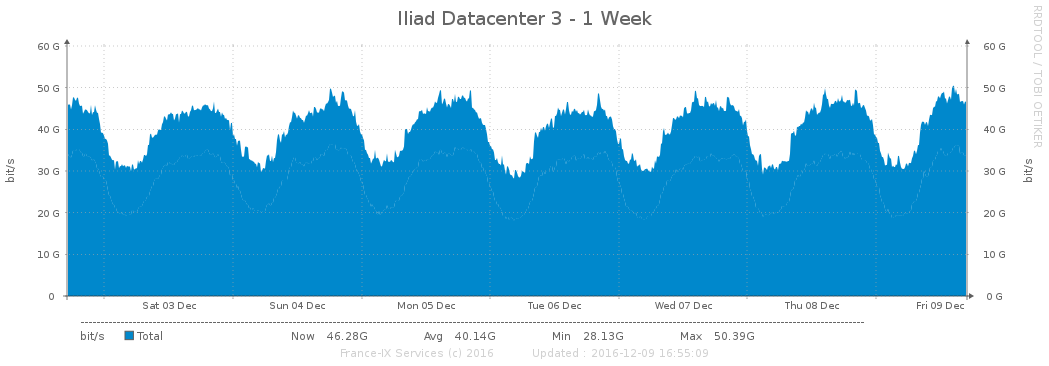 Iliad Datacenter 3 - 1 Week
RRDTOOL / TOBI OETIKER
60 G 60 G
50 G 50 G
40 G 40 G
30 G 30 G
20 G 20 G
10 G 10 G
0 0 G
bit/s bit/s
Sat 03 Dec Sun 04 Dec Mon 05 Dec Tue 06 Dec Wed 07 Dec Thu 08 Dec Fri 09 Dec
bit/s Total Now 46.28G Avg 40.14G Min 28.13G Max 50.39G
France-IX Services (c) 2016 Updated : 2016-12-09 16:55:09